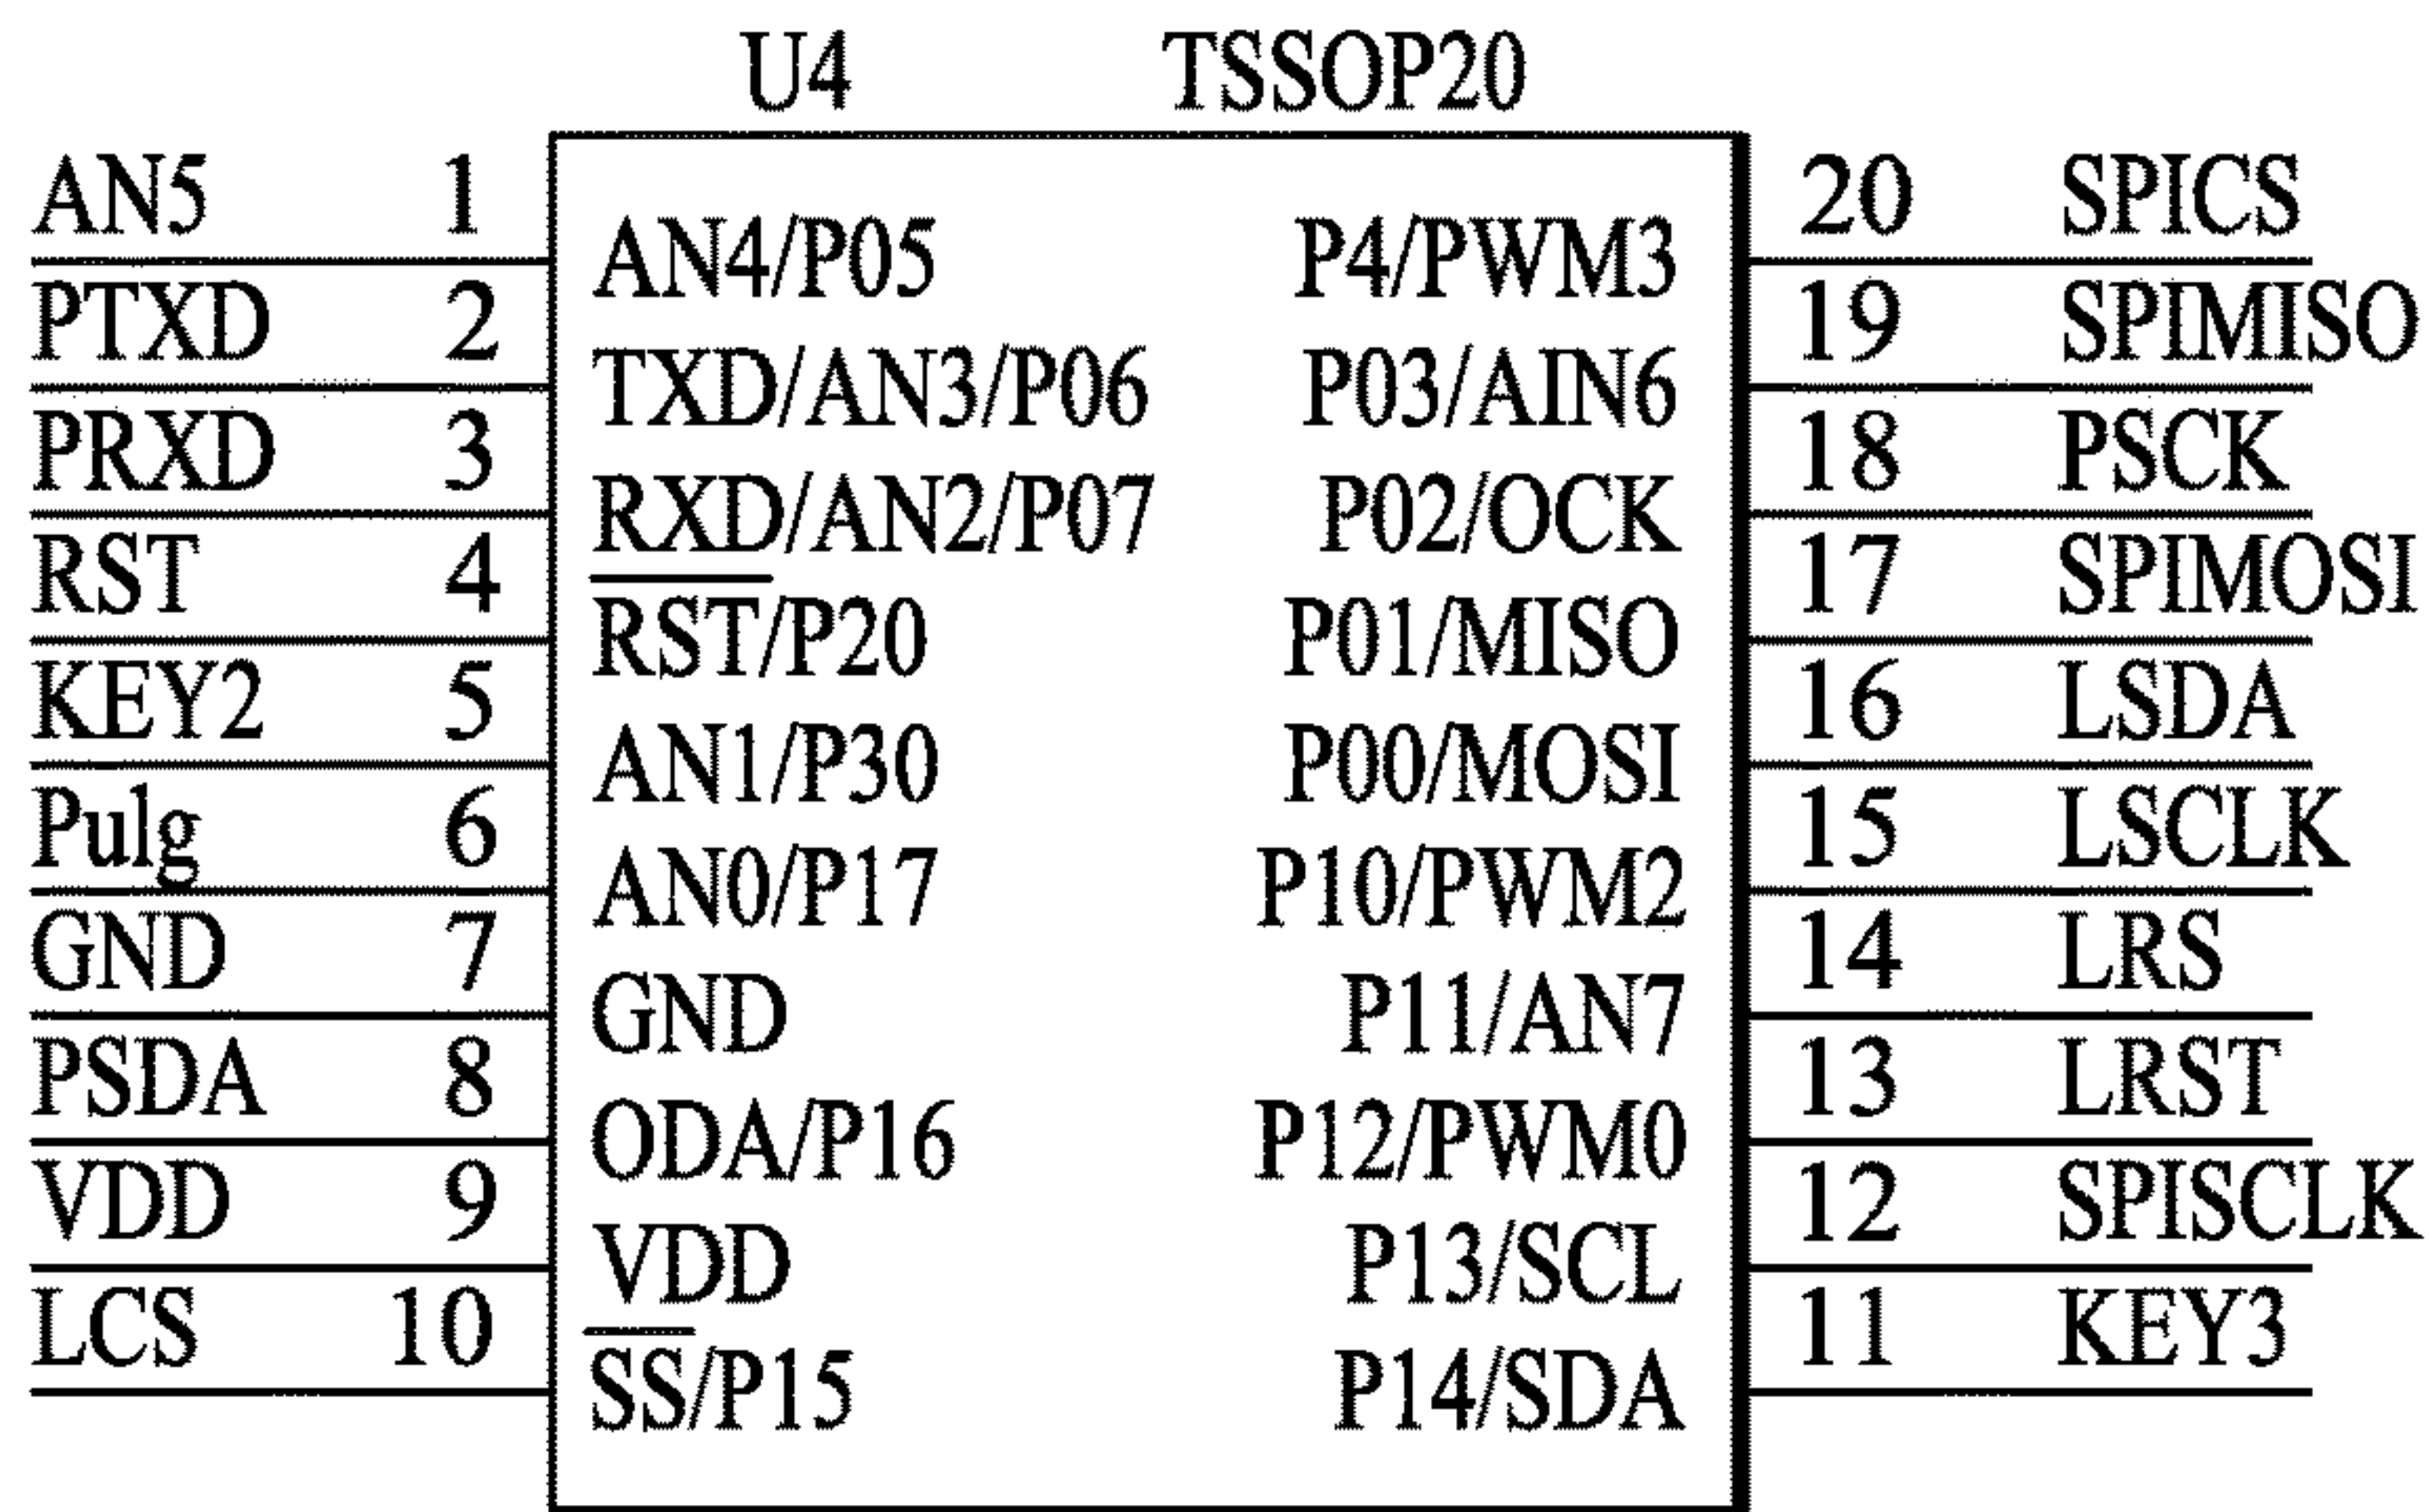 U4 TSSOP20
AN5 1 20 SPICS
AN4/P05 P4/PWM3
PTXD 2 19 SPIMISO
TXD/AN3/P06 P03/AIN6
PRXD 3 18 PSCK
RXD/AN2/P07 P02/OCK
RST 4 17 SPIMOSI
RST/P20 P01/MISO
KEY2 5 16 LSDA
AN1/P30 P00/MOSI
Pulg 6 15 LSCLK
AN0/P17 P10/PWM2
GND 7 14 LRS
GND P11/AN7
PSDA 8 13 LRST
ODA/P16 P12/PWM0
VDD 9 12 SPISCLK
VDD P13/SCL
LCS 10 11 KEY3
SS/P15 P14/SDA